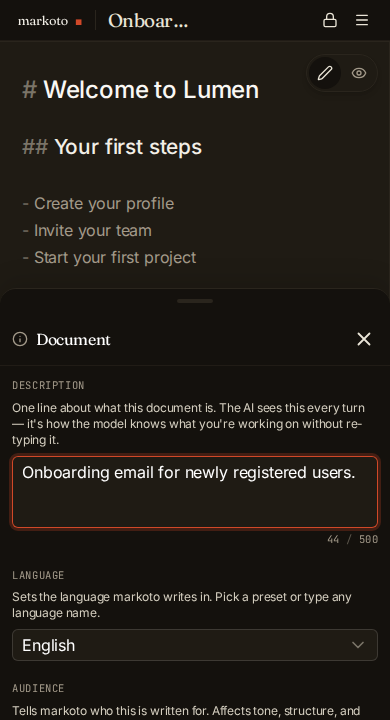 markoto
Onboar...
# Welcome to Lumen
## Your first steps
- Create your profile
- Invite your team
- Start your first project
Document
DESCRIPTION
One line about what this document is. The AI sees this every turn
— it's how the model knows what you're working on without re-
typing it.
Onboarding email for newly registered users.
44 / 500
LANGUAGE
Sets the language markoto writes in. Pick a preset or type any
language name.
English
AUDIENCE
Tells markoto who this is written for. Affects tone, structure, and